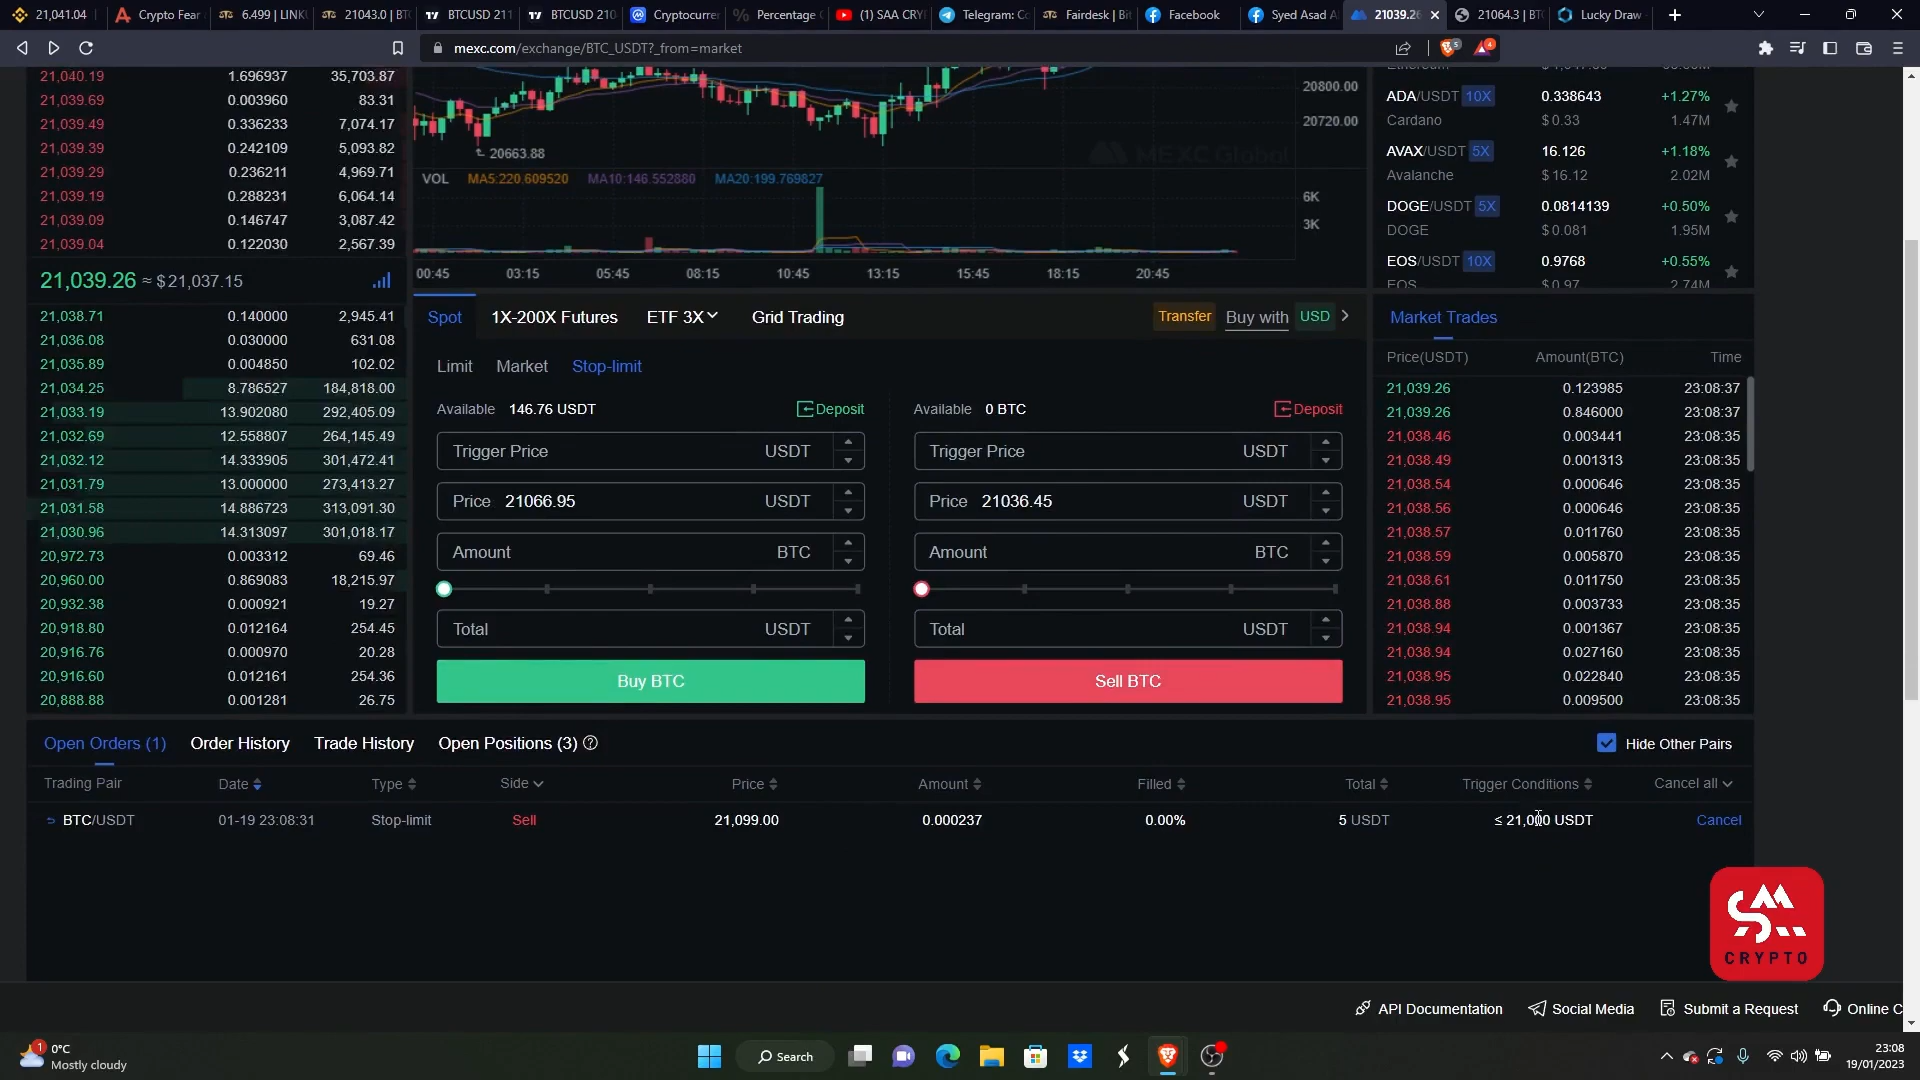 21,041.04
Crypto Fear
6.499 | LINK
21043.0 | BT
BTCUSD 211
BTCUSD 210
Cryptocurre
Percentage
(1) SAA CRY
Telegram: Co
Fairdesk | Bi
Facebook
Syed Asad A
21039.26
21064.3 | BT
Lucky Draw
mexc.com/exchange/BTC_USDT?_from=market
21,040.19 1.696937 35,703.87
21,039.69 0.003960 83.31
21,039.49 0.336233 7,074.17
21,039.39 0.242109 5,093.82
21,039.29 0.236211 4,969.71
21,039.19 0.288231 6,064.14
21,039.09 0.146747 3,087.42
21,039.04 0.122030 2,567.39
21,039.26 ≈ $21,037.15
21,038.71 0.140000 2,945.41
21,036.08 0.030000 631.08
21,035.89 0.004850 102.02
21,034.25 8.786527 184,818.00
21,033.19 13.902080 292,405.09
21,032.69 12.558807 264,145.49
21,032.12 14.333905 301,472.41
21,031.79 13.000000 273,413.27
21,031.58 14.886723 313,091.30
21,030.96 14.313097 301,018.17
20,972.73 0.003312 69.46
20,960.00 0.869083 18,215.97
20,932.38 0.000921 19.27
20,918.80 0.012164 254.45
20,916.76 0.000970 20.28
20,916.60 0.012161 254.36
20,888.88 0.001281 26.75
20800.00
20720.00
20663.88
MEXC Global
VOL MA5:220.609520 MA10:146.552880 MA20:199.769827
6K
3K
00:45 03:15 05:45 08:15 10:45 13:15 15:45 18:15 20:45
Spot 1X-200X Futures ETF 3X Grid Trading Transfer Buy with USD
Limit Market Stop-limit
Available 146.76 USDT Deposit
Trigger Price USDT
Price 21066.95 USDT
Amount BTC
Total USDT
Buy BTC
Available 0 BTC Deposit
Trigger Price USDT
Price 21036.45 USDT
Amount BTC
Total USDT
Sell BTC
ADA/USDT 10X 0.338643 +1.27%
Cardano $ 0.33 1.47M
AVAX/USDT 5X 16.126 +1.18%
Avalanche $ 16.12 2.02M
DOGE/USDT 5X 0.0814139 +0.50%
DOGE $ 0.081 1.95M
EOS/USDT 10X 0.9768 +0.55%
EOS $ 0.97 2.74M
Market Trades
Price(USDT) Amount(BTC) Time
21,039.26 0.123985 23:08:37
21,039.26 0.846000 23:08:37
21,038.46 0.003441 23:08:35
21,038.49 0.001313 23:08:35
21,038.54 0.000646 23:08:35
21,038.56 0.000646 23:08:35
21,038.57 0.011760 23:08:35
21,038.59 0.005870 23:08:35
21,038.61 0.011750 23:08:35
21,038.88 0.003733 23:08:35
21,038.94 0.001367 23:08:35
21,038.94 0.027160 23:08:35
21,038.95 0.022840 23:08:35
21,038.95 0.009500 23:08:35
Open Orders (1) Order History Trade History Open Positions (3) Hide Other Pairs
Trading Pair Date Type Side Price Amount Filled Total Trigger Conditions Cancel all
BTC/USDT 01-19 23:08:31 Stop-limit Sell 21,099.00 0.000237 0.00% 5 USDT ≤ 21,000 USDT Cancel
SM
CRYPTO
API Documentation Social Media Submit a Request Online C
1 0°C
Mostly cloudy
Search
23:08
19/01/2023